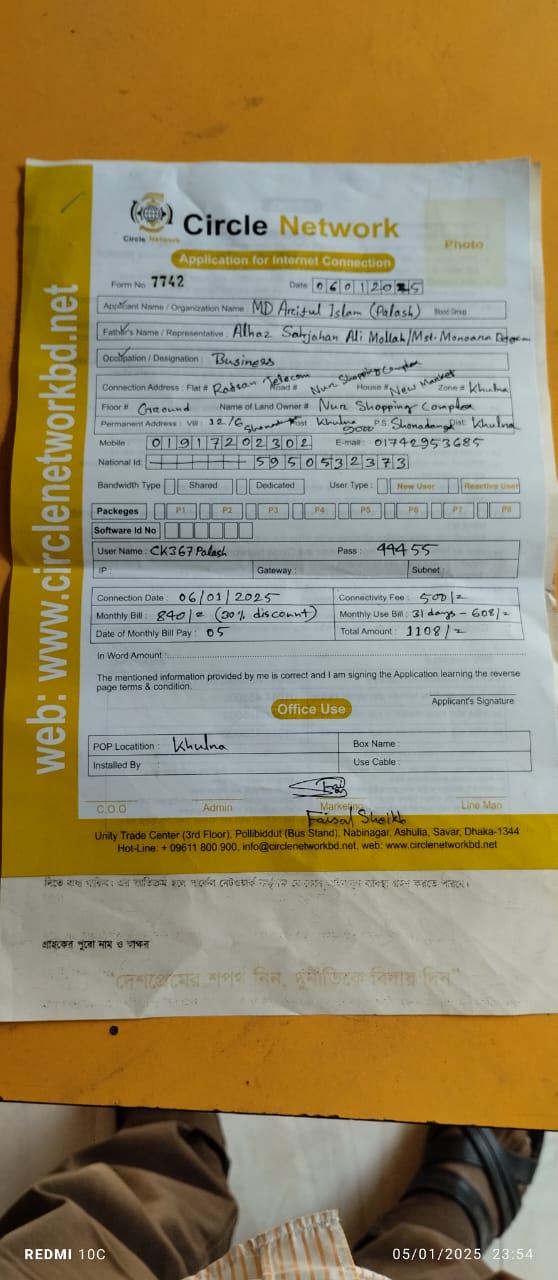 Circle Network
Circle Network
Photo
Application for Internet Connection
Form No 7742 Date 06012025
Applicant Name / Organization Name : MD Ariful Islam (Palash) Blood Group
Father's Name / Representative : Alhaz Sahjahan Ali Mollah/Mst. Monoara
Occupation / Designation : Business
Connection Address : Flat # Telecom Road # Nur Shopping Complex House # New Market Zone # Khulna
Floor # Ground Name of Land Owner # Nur Shopping Complex
Permanent Address : Vill : 12/6 Post Khulna 9000 P.S. Shonadanga Dist: Khulna
Mobile : 01917202302 E-mail : 01742953685
National Id : 5950532373
Bandwidth Type Shared Dedicated User Type : New User Reactive User
Packeges P1 P2 P3 P4 P5 P6 P7 P8
Software Id No
User Name : CK367Palash Pass : 99455
IP : Gateway : Subnet
Connection Date : 06/01/2025 Connectivity Fee : 500/=
Monthly Bill : 840/= (30% discount) Monthly Use Bill : 31 days - 608/=
Date of Monthly Bill Pay : 05 Total Amount : 1108/=
In Word Amount :
The mentioned information provided by me is correct and I am signing the Application learning the reverse
page terms & condition.
Applicant's Signature
Office Use
POP Locatition : Khulna Box Name :
Installed By : Use Cable :
C.O.O Admin Marketing Line Man
Faisal Sheikh
Unity Trade Center (3rd Floor), Pollibiddut (Bus Stand), Nabinagar, Ashulia, Savar, Dhaka-1344
Hot-Line: + 09611 800 900, info@circlenetworkbd.net, web: www.circlenetworkbd.net
web: www.circlenetworkbd.net
গ্রাহকের পুরো নাম ও স্বাক্ষর
"দেশপ্রেমের শপথ নিন, দুর্নীতিকে বিদায় দিন"
REDMI 10C 05/01/2025 23:54